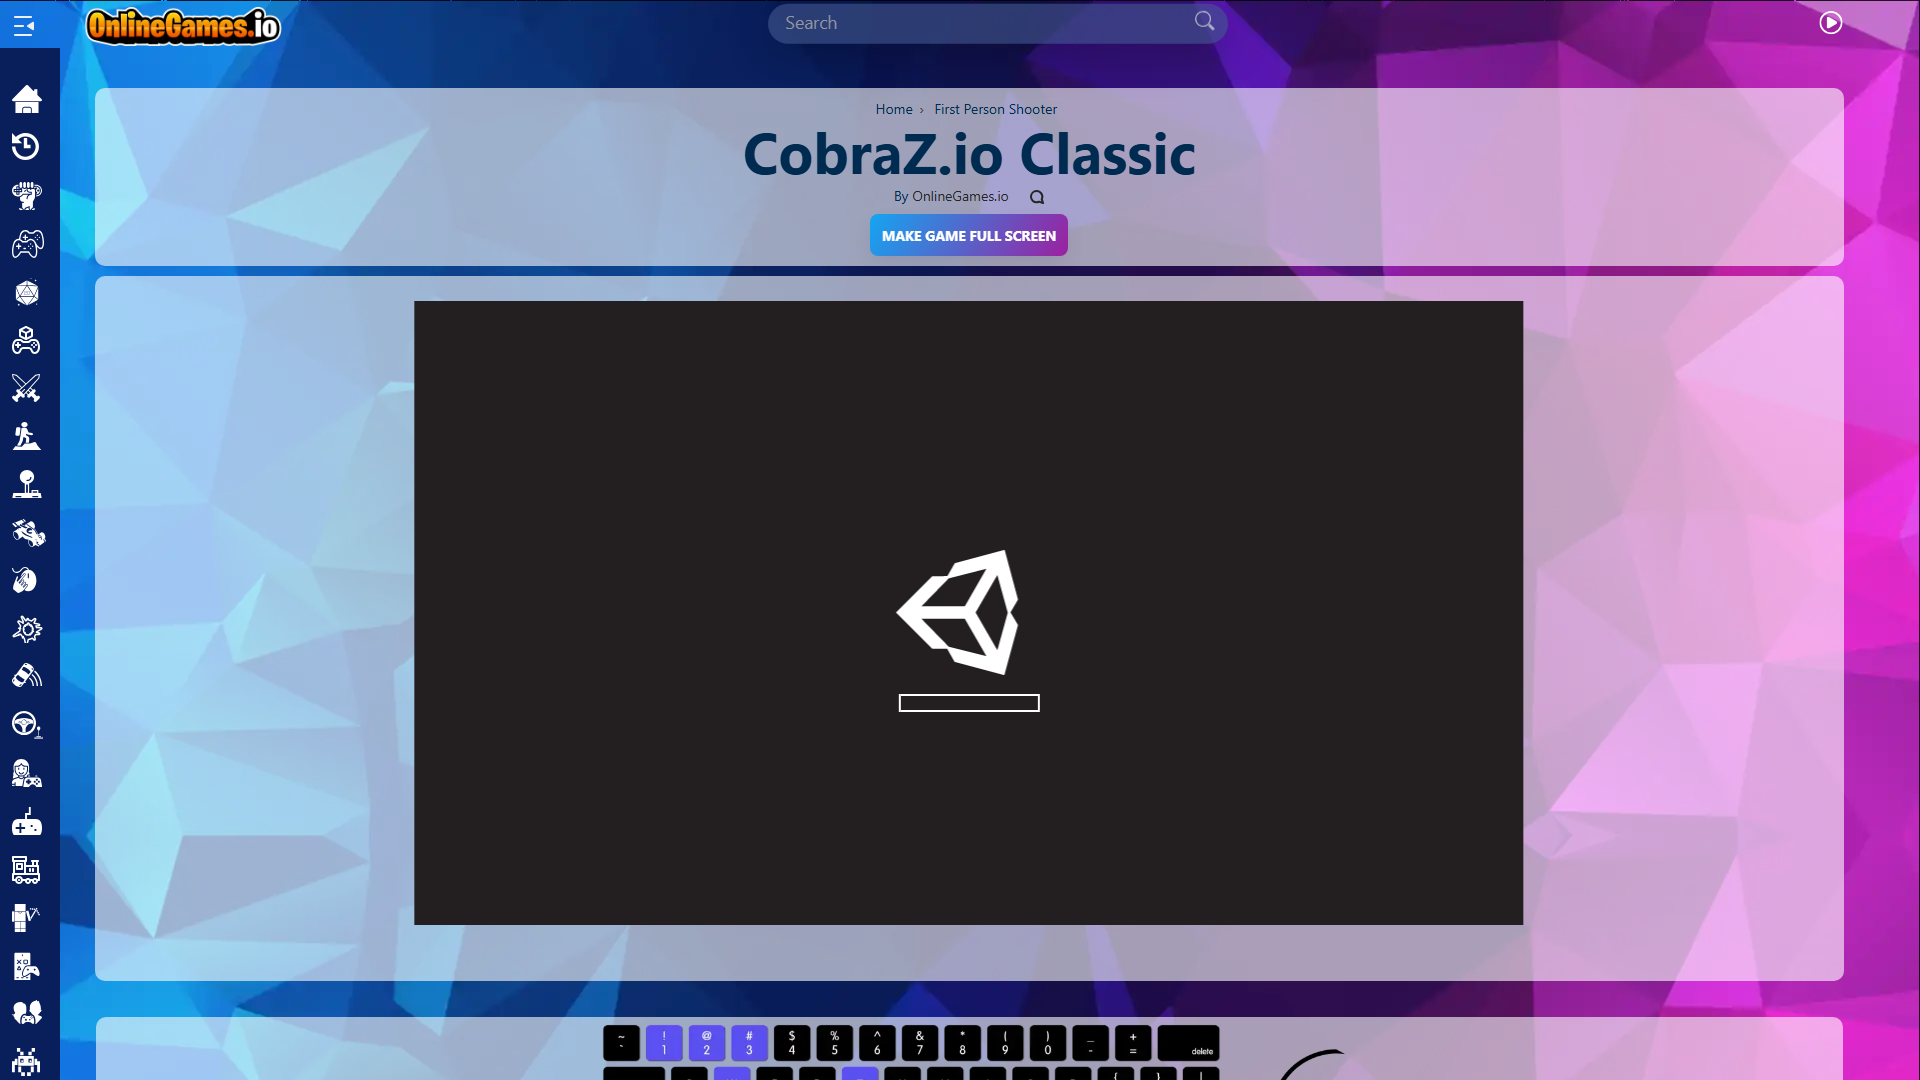 OnlineGames.io
Search
Home › First Person Shooter
CobraZ.io Classic
By OnlineGames.io
MAKE GAME FULL SCREEN
~ ! @ # $ % ^ & * ( ) _ +
` 1 2 3 4 5 6 7 8 9 0 - = delete
{ } |